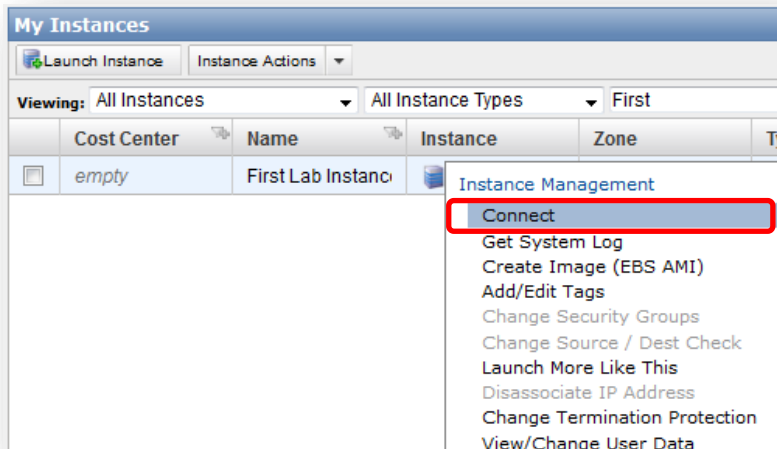 My Instances
Launch Instance Instance Actions
Viewing: All Instances All Instance Types First
Cost Center Name Instance Zone
empty First Lab Instanc
Instance Management
Connect
Get System Log
Create Image (EBS AMI)
Add/Edit Tags
Change Security Groups
Change Source / Dest Check
Launch More Like This
Disassociate IP Address
Change Termination Protection
View/Change User Data